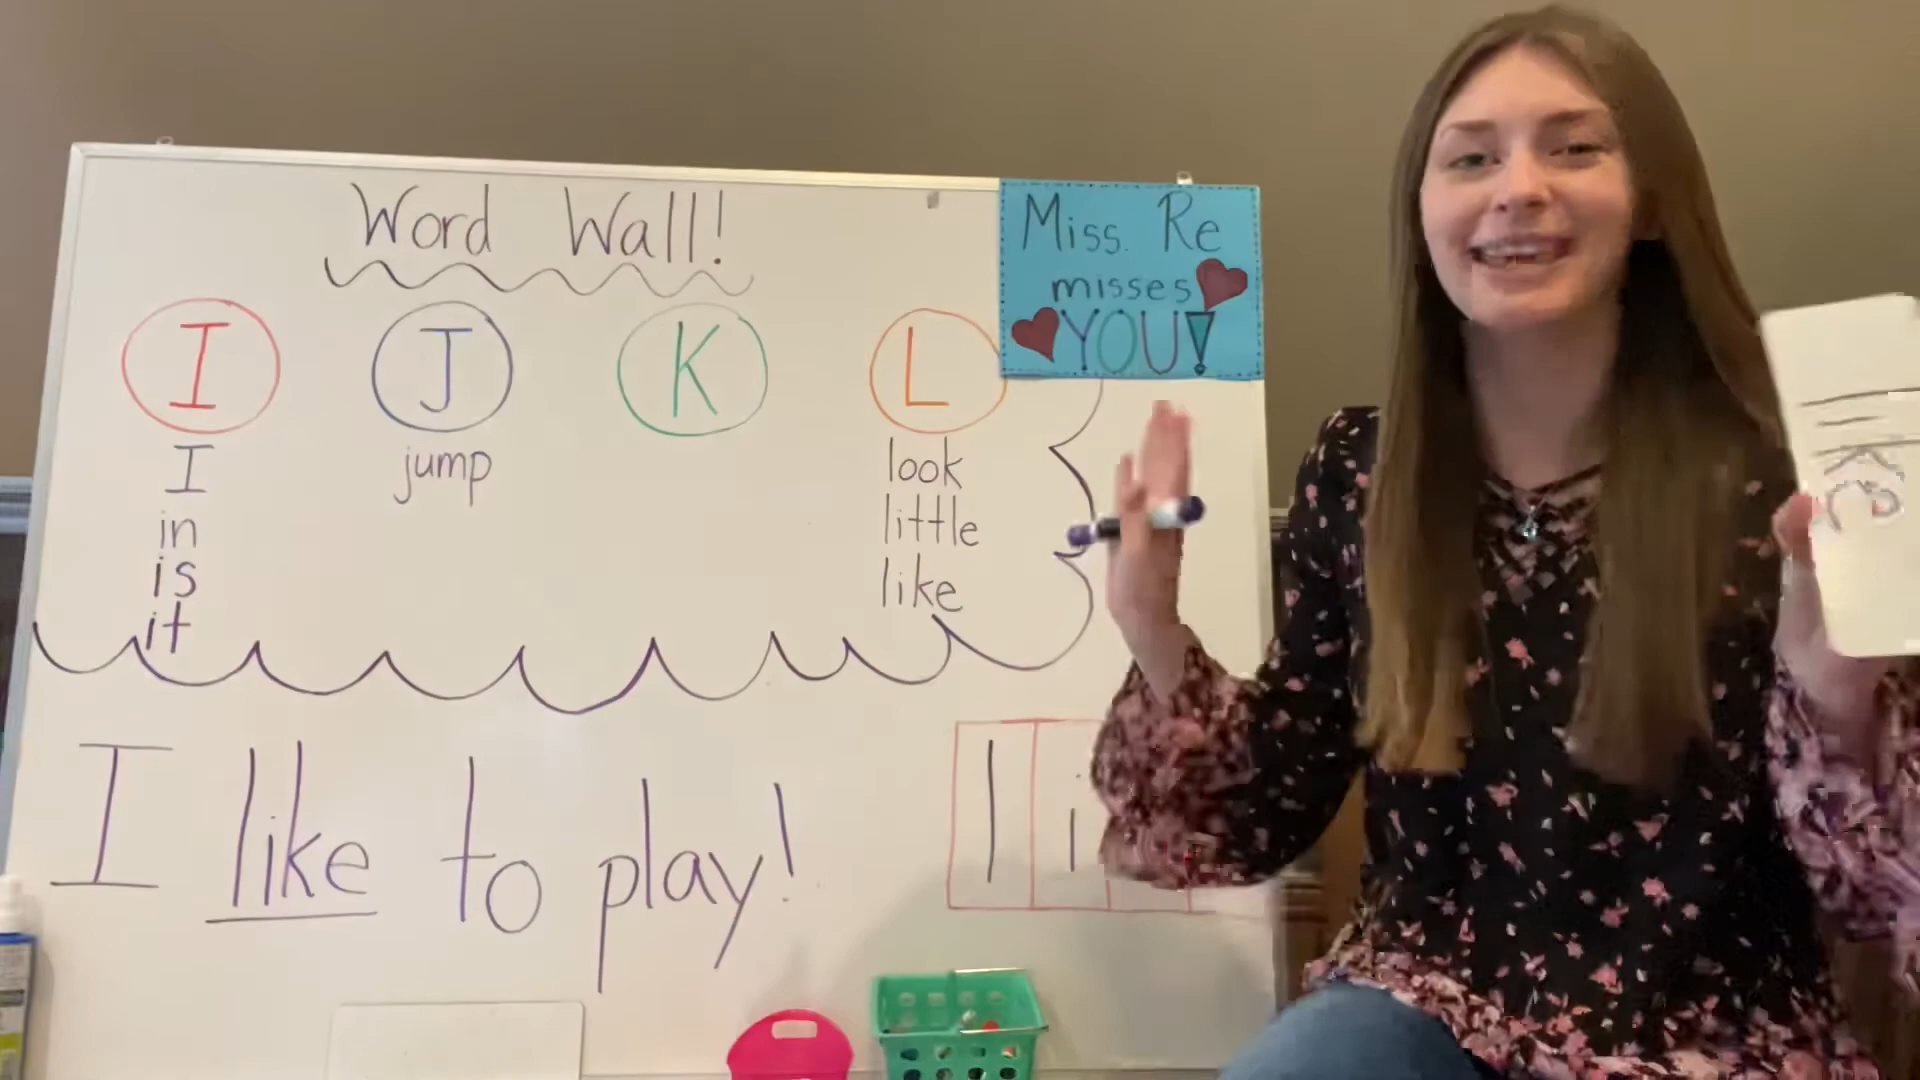 Word Wall!
Miss. Re
misses
YOU!
I J K L
I
in
is
it
jump
look
little
like
I like to play!
l i